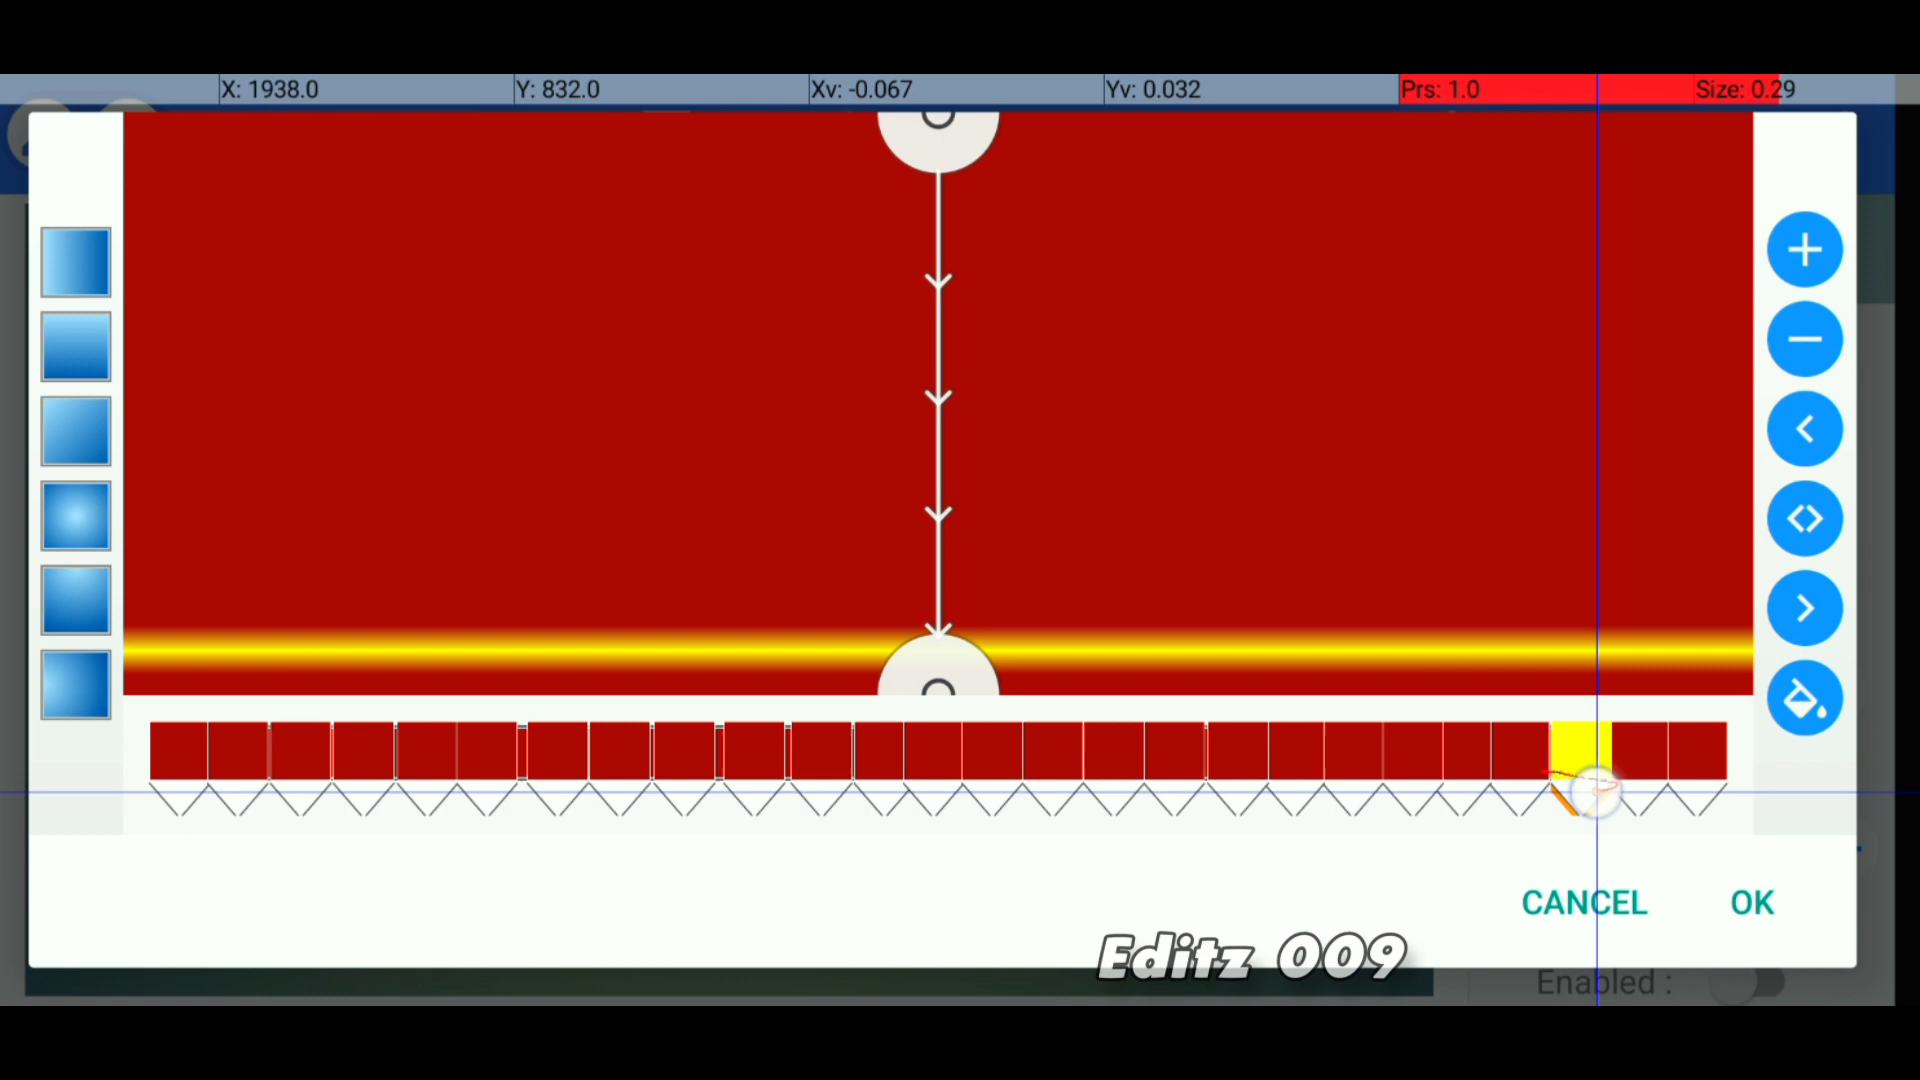 X: 1938.0 Y: 832.0 Xv: -0.067 Yv: 0.032 Prs: 1.0 Size: 0.29
CANCEL OK
Editz 009
Enabled :